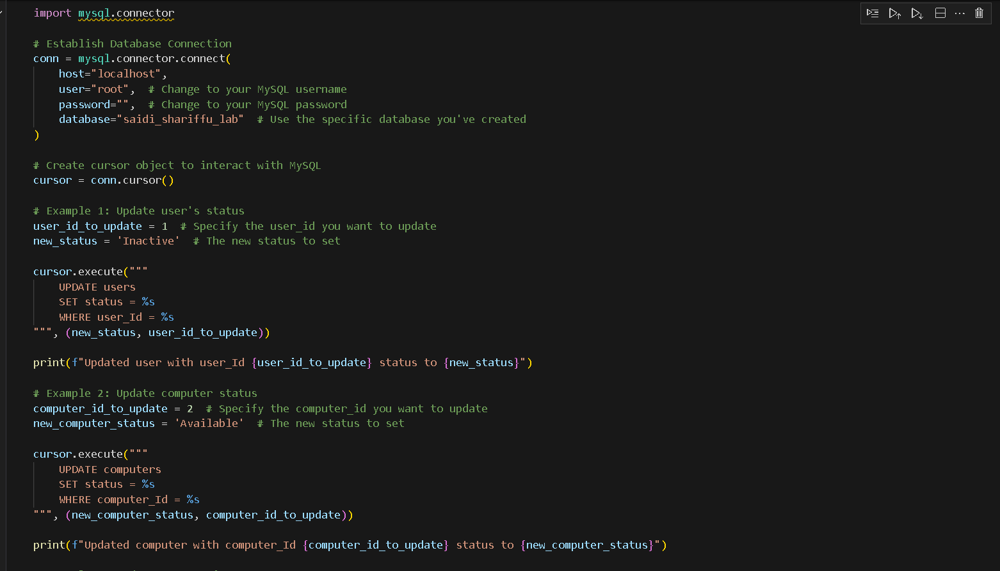 import mysql.connector
# Establish Database Connection
conn = mysql.connector.connect(
    host="localhost",
    user="root",  # Change to your MySQL username
    password="",  # Change to your MySQL password
    database="saidi_shariffu_lab"  # Use the specific database you've created
)
# Create cursor object to interact with MySQL
cursor = conn.cursor()
# Example 1: Update user's status
user_id_to_update = 1  # Specify the user_id you want to update
new_status = 'Inactive'  # The new status to set
cursor.execute("""
    UPDATE users
    SET status = %s
    WHERE user_Id = %s
""", (new_status, user_id_to_update))
print(f"Updated user with user_Id {user_id_to_update} status to {new_status}")
# Example 2: Update computer status
computer_id_to_update = 2  # Specify the computer_id you want to update
new_computer_status = 'Available'  # The new status to set
cursor.execute("""
    UPDATE computers
    SET status = %s
    WHERE computer_Id = %s
""", (new_computer_status, computer_id_to_update))
print(f"Updated computer with computer_Id {computer_id_to_update} status to {new_computer_status}")